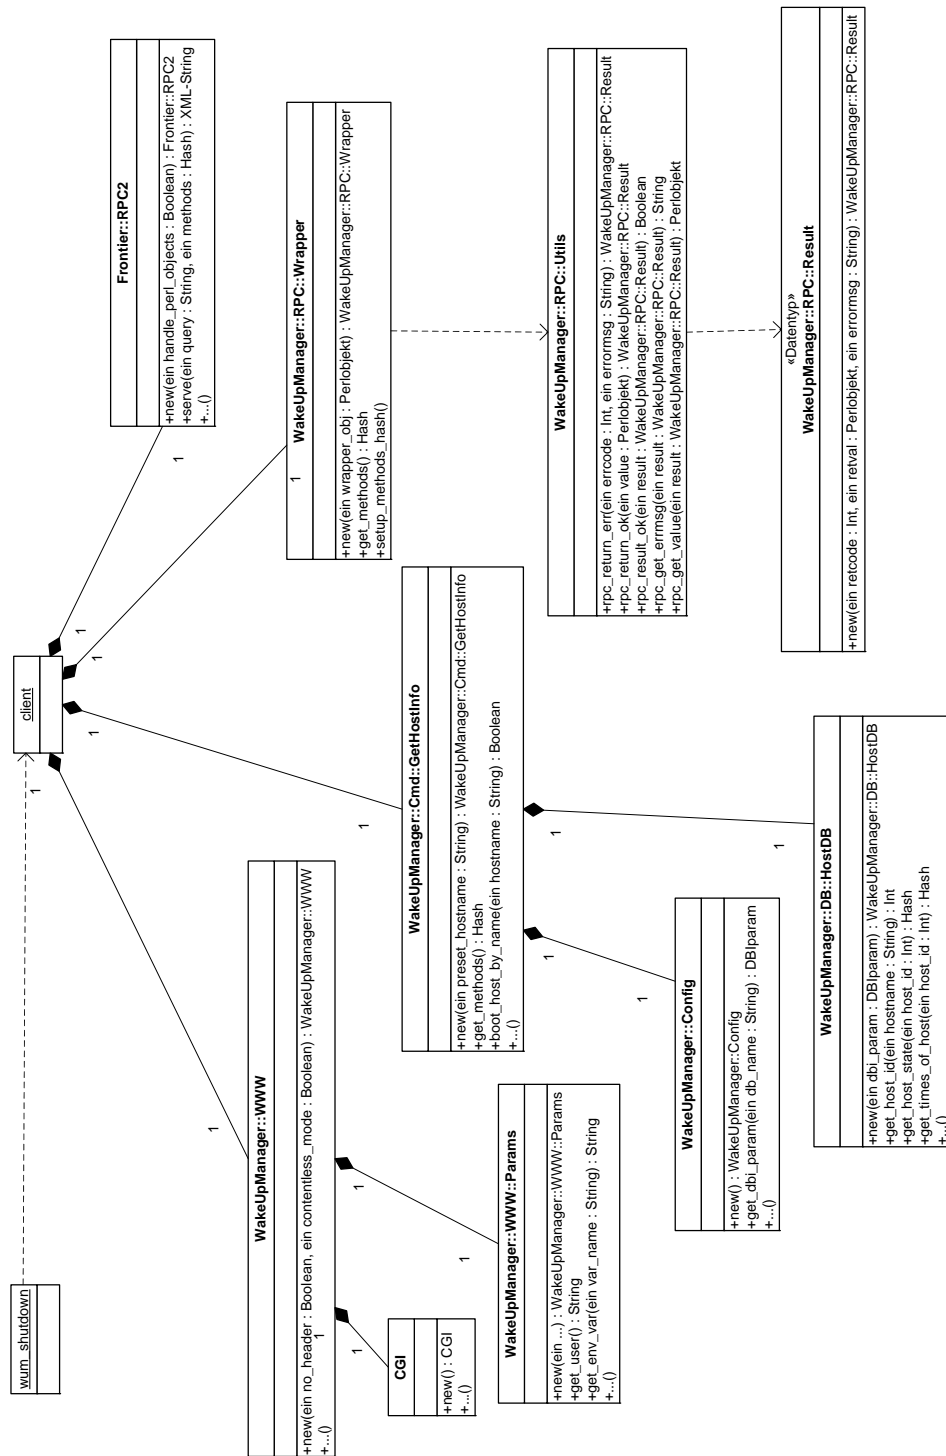 wum_shutdown
client
1
1
1
1
Frontier::RPC2
+new(ein handle_perl_objects : Boolean) : Frontier::RPC2
+serve(ein query : String, ein methods : Hash) : XML-String
+...()
1
WakeUpManager::RPC::Wrapper
1
+new(ein wrapper_obj : Perlobjekt) : WakeUpManager::RPC::Wrapper
+get_methods() : Hash
+setup_methods_hash()
WakeUpManager::WWW
1
+new(ein no_header : Boolean, ein contentless_mode : Boolean) : WakeUpManager::WWW
+...()
1
1
CGI
1
+new() : CGI
+...()
WakeUpManager::WWW::Params
1
+new(ein ...) : WakeUpManager::WWW::Params
+get_user() : String
+get_env_var(ein var_name : String) : String
+...()
WakeUpManager::Cmd::GetHostInfo
1
+new(ein preset_hostname : String) : WakeUpManager::Cmd::GetHostInfo
+get_methods() : Hash
+boot_host_by_name(ein hostname : String) : Boolean
+...()
1
1
WakeUpManager::RPC::Utils
+rpc_return_err(ein errcode : Int, ein errormsg : String) : WakeUpManager::RPC::Result
+rpc_return_ok(ein value : Perlobjekt) : WakeUpManager::RPC::Result
+rpc_result_ok(ein result : WakeUpManager::RPC::Result) : Boolean
+rpc_get_errmsg(ein result : WakeUpManager::RPC::Result) : String
+rpc_get_value(ein result : WakeUpManager::RPC::Result) : Perlobjekt
WakeUpManager::Config
1
+new() : WakeUpManager::Config
+get_dbi_param(ein db_name : String) : DBIparam
+...()
WakeUpManager::DB::HostDB
1
+new(ein dbi_param : DBIparam) : WakeUpManager::DB::HostDB
+get_host_id(ein hostname : String) : Int
+get_host_state(ein host_id : Int) : Hash
+get_times_of_host(ein host_id : Int) : Hash
+...()
«Datentyp»
WakeUpManager::RPC::Result
+new(ein retcode : Int, ein retval : Perlobjekt, ein errormsg : String) : WakeUpManager::RPC::Result